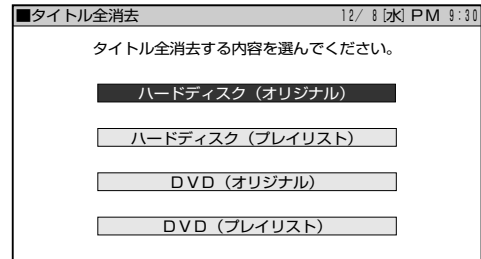 ■タイトル全消去 12/ 8[水] PM 9:30
タイトル全消去する内容を選んでください。
ハードディスク（オリジナル）
ハードディスク（プレイリスト）
ＤＶＤ（オリジナル）
ＤＶＤ（プレイリスト）